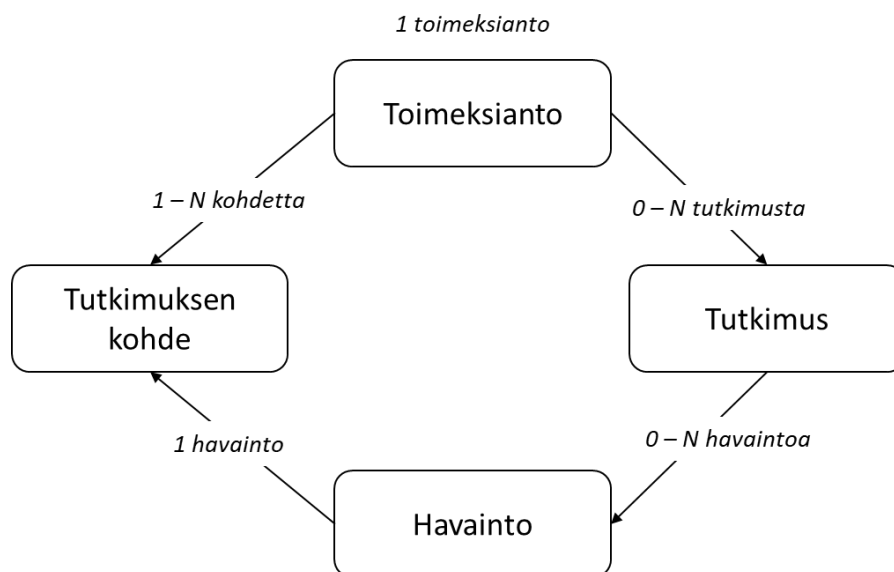 1 toimeksianto
Toimeksianto
1 – N kohdetta
0 – N tutkimusta
Tutkimuksen
kohde
Tutkimus
1 havainto
0 – N havaintoa
Havainto